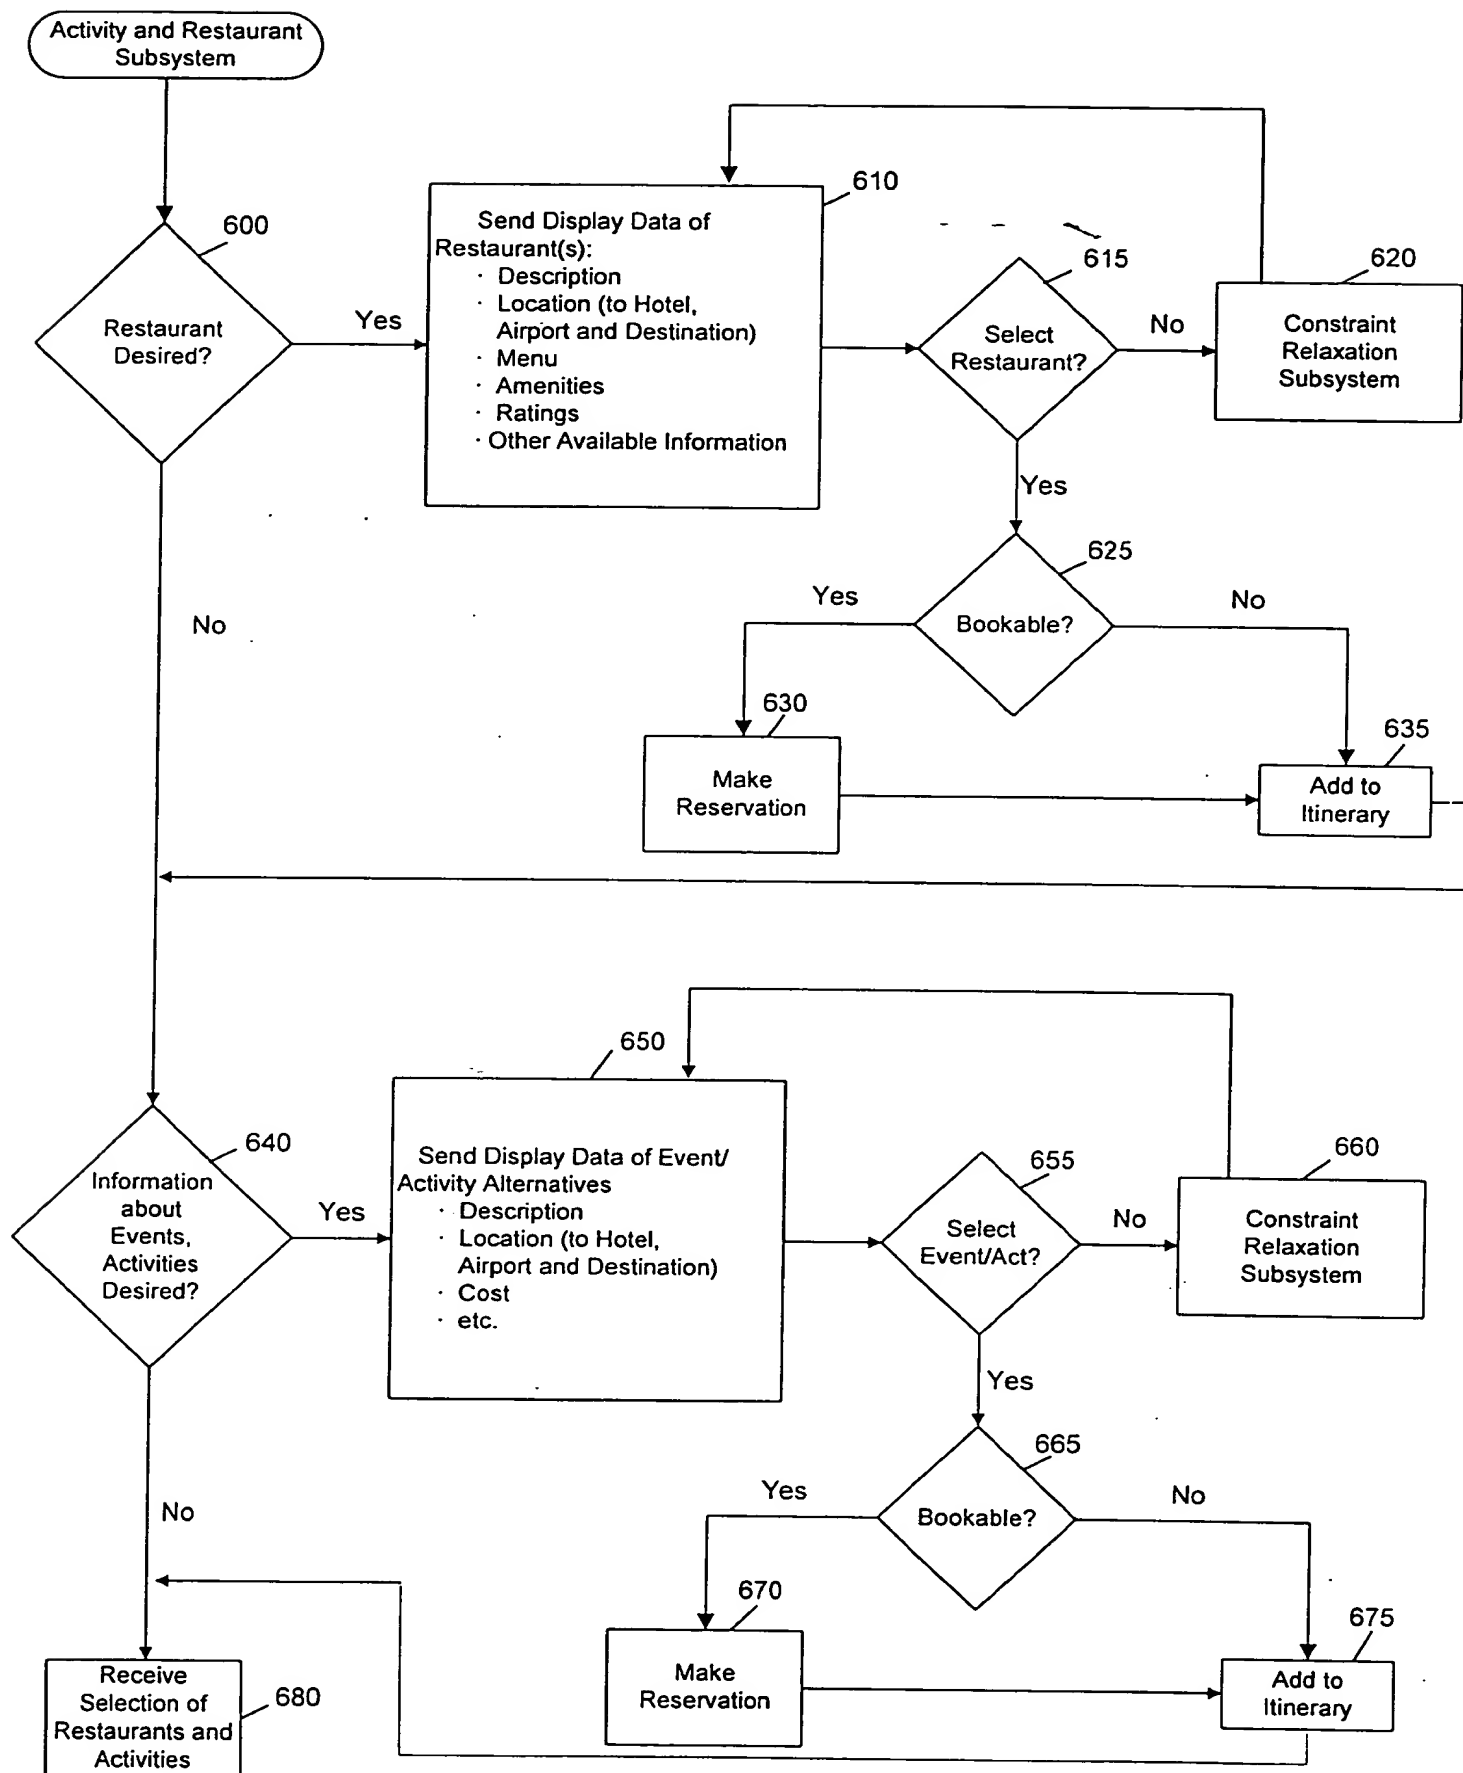 Activity and Restaurant
Subsystem
600
Restaurant
Desired?
Yes
No
610
Send Display Data of
Restaurant(s):
· Description
· Location (to Hotel,
Airport and Destination)
· Menu
· Amenities
· Ratings
· Other Available Information
615
Select
Restaurant?
No
Yes
620
Constraint
Relaxation
Subsystem
625
Bookable?
Yes
No
630
Make
Reservation
635
Add to
Itinerary
640
Information
about
Events,
Activities
Desired?
Yes
No
650
Send Display Data of Event/
Activity Alternatives
· Description
· Location (to Hotel,
Airport and Destination)
· Cost
· etc.
655
Select
Event/Act?
No
Yes
660
Constraint
Relaxation
Subsystem
665
Bookable?
Yes
No
670
Make
Reservation
675
Add to
Itinerary
680
Receive
Selection of
Restaurants and
Activities